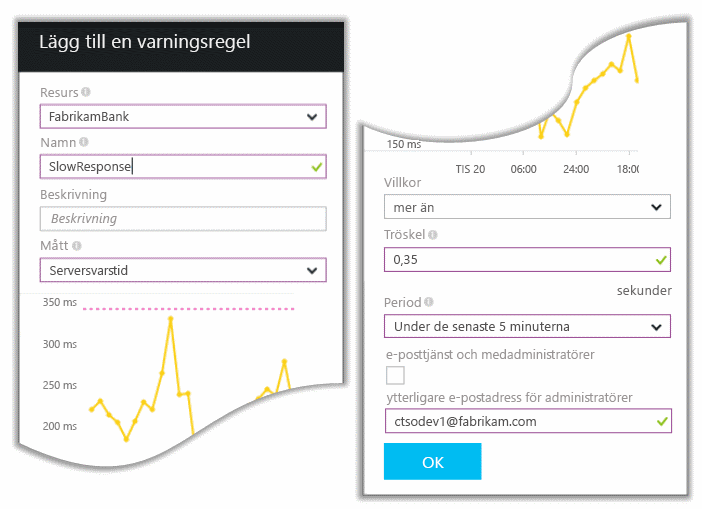 Lägg till en varningsregel
Resurs
FabrikamBank
Namn
SlowResponse
Beskrivning
Beskrivning
Mått
Serversvarstid
350 ms
300 ms
250 ms
200 ms
150 ms
TIS 20
06:00
24:00
18:00
Villkor
mer än
Tröskel
0,35
sekunder
Period
Under de senaste 5 minuterna
e-posttjänst och medadministratörer
ytterligare e-postadress för administratörer
ctsodev1@fabrikam.com
OK